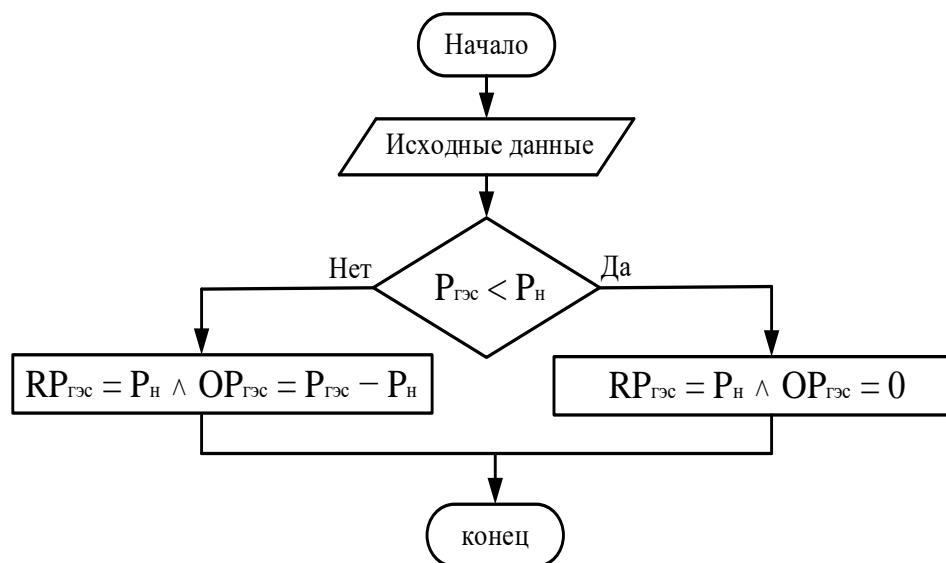 Начало
Исходные данные
Нет
Да
Pгэс < Pн
RPгэс = Pн ∧ OPгэс = Pгэс − Pн
RPгэс = Pн ∧ OPгэс = 0
конец